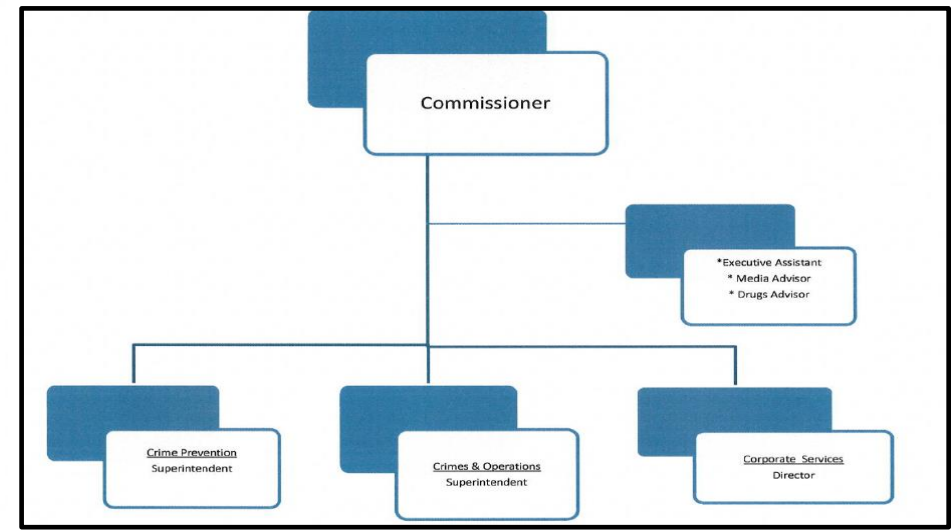 Commissioner
*Executive Assistant
* Media Advisor
* Drugs Advisor
Crime Prevention
Superintendent
Crimes & Operations
Superintendent
Corporate Services
Director